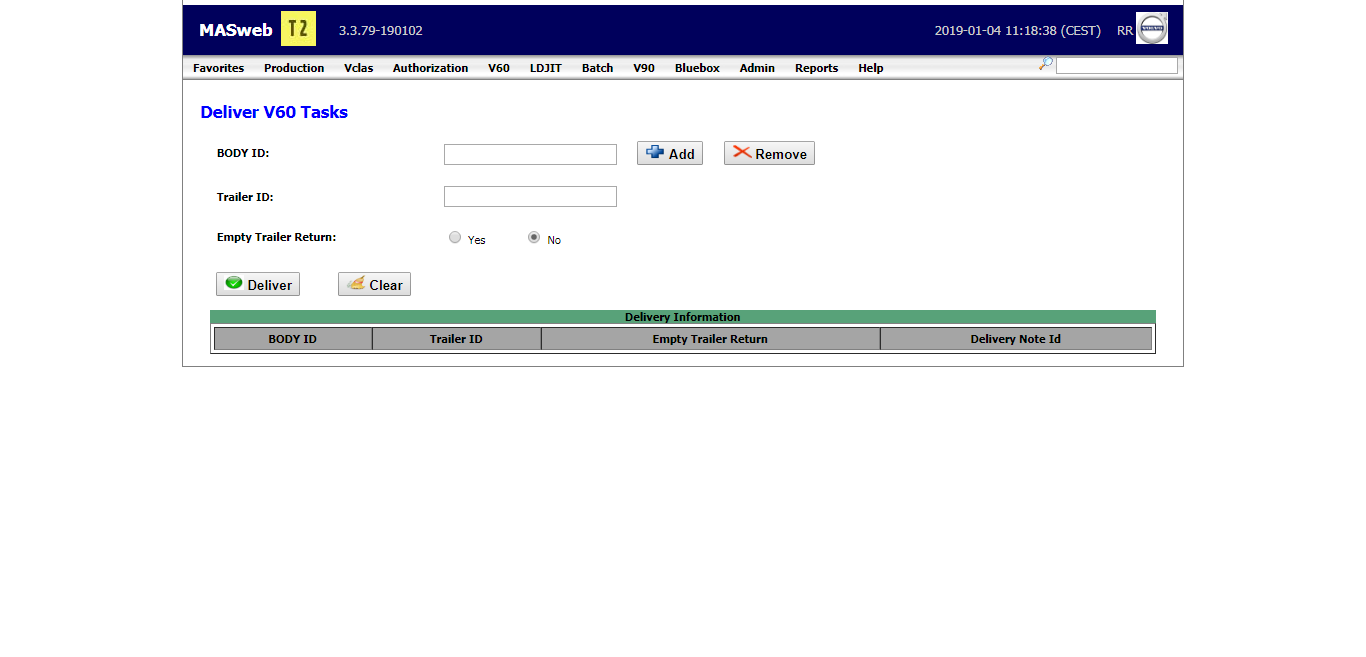 MASweb T2 3.3.79-190102 2019-01-04 11:18:38 (CEST) RR VOLVO
Favorites Production Vclas Authorization V60 LDJIT Batch V90 Bluebox Admin Reports Help
Deliver V60 Tasks
BODY ID: Add Remove
Trailer ID:
Empty Trailer Return: Yes No
Deliver Clear
Delivery Information
BODY ID Trailer ID Empty Trailer Return Delivery Note Id